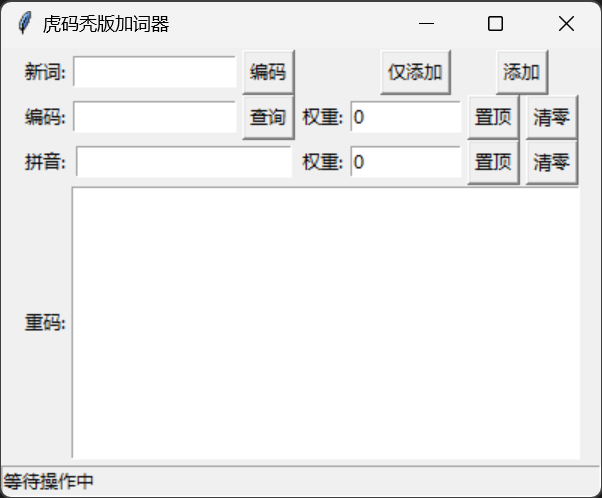 虎码秃版加词器
新词: 编码 仅添加 添加
编码: 查询 权重: 0 置顶 清零
拼音: 权重: 0 置顶 清零
重码:
等待操作中